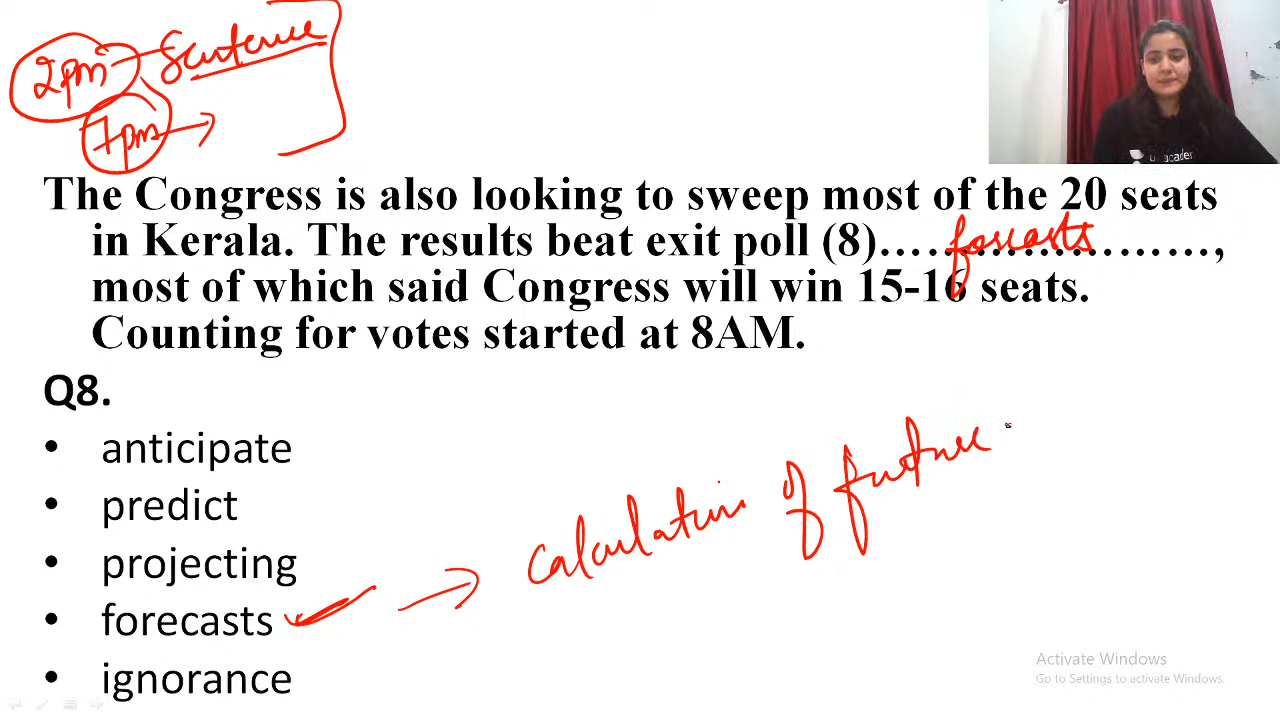 2pm Sentence
7pm
The Congress is also looking to sweep most of the 20 seats
in Kerala. The results beat exit poll (8)........................,
forcasts
most of which said Congress will win 15-16 seats.
Counting for votes started at 8AM.
Q8.
• anticipate
• predict
• projecting
• forecasts
calculation of future
• ignorance
Activate Windows
Go to Settings to activate Windows.